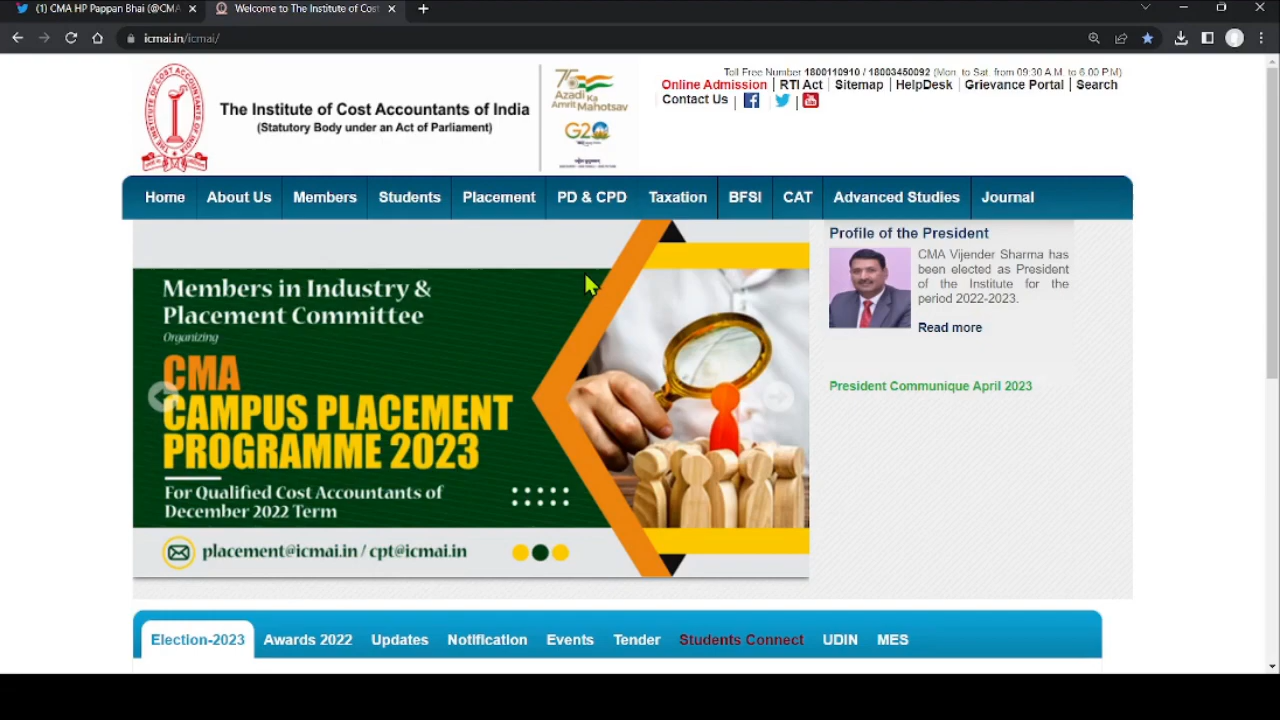 (1) CMA HP Pappan Bhai (@CMA
Welcome to The Institute of Cost
icmai.in/icmai/
The Institute of Cost Accountants of India
(Statutory Body under an Act of Parliament)
75
Azadi Ka
Amrit Mahotsav
G20
Toll Free Number 1800110910 / 18003450092 (Mon. to Sat. from 09:30 A.M. to 6:00 P.M)
Online Admission | RTI Act | Sitemap | HelpDesk | Grievance Portal | Search
Contact Us
Home About Us Members Students Placement PD & CPD Taxation BFSI CAT Advanced Studies Journal
Members in Industry &
Placement Committee
Organizing
CMA
CAMPUS PLACEMENT
PROGRAMME 2023
For Qualified Cost Accountants of
December 2022 Term
placement@icmai.in / cpt@icmai.in
Profile of the President
CMA Vijender Sharma has
been elected as President
of the Institute for the
period 2022-2023.
Read more
President Communique April 2023
Election-2023 Awards 2022 Updates Notification Events Tender Students Connect UDIN MES